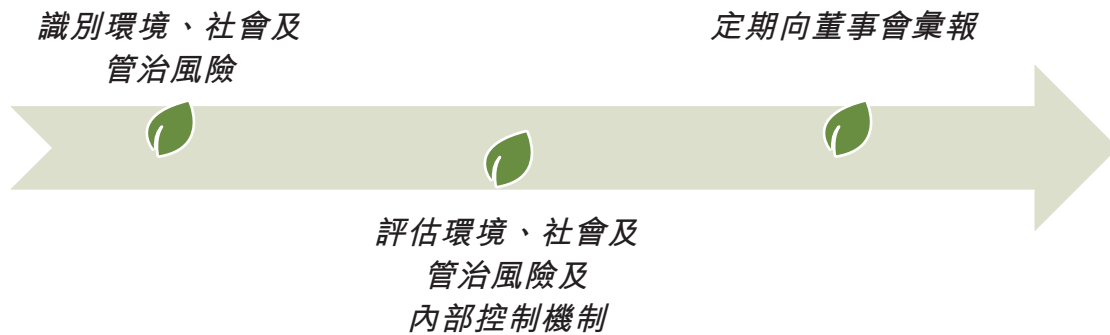 識別環境、社會及
管治風險
評估環境、社會及
管治風險及
內部控制機制
定期向董事會彙報